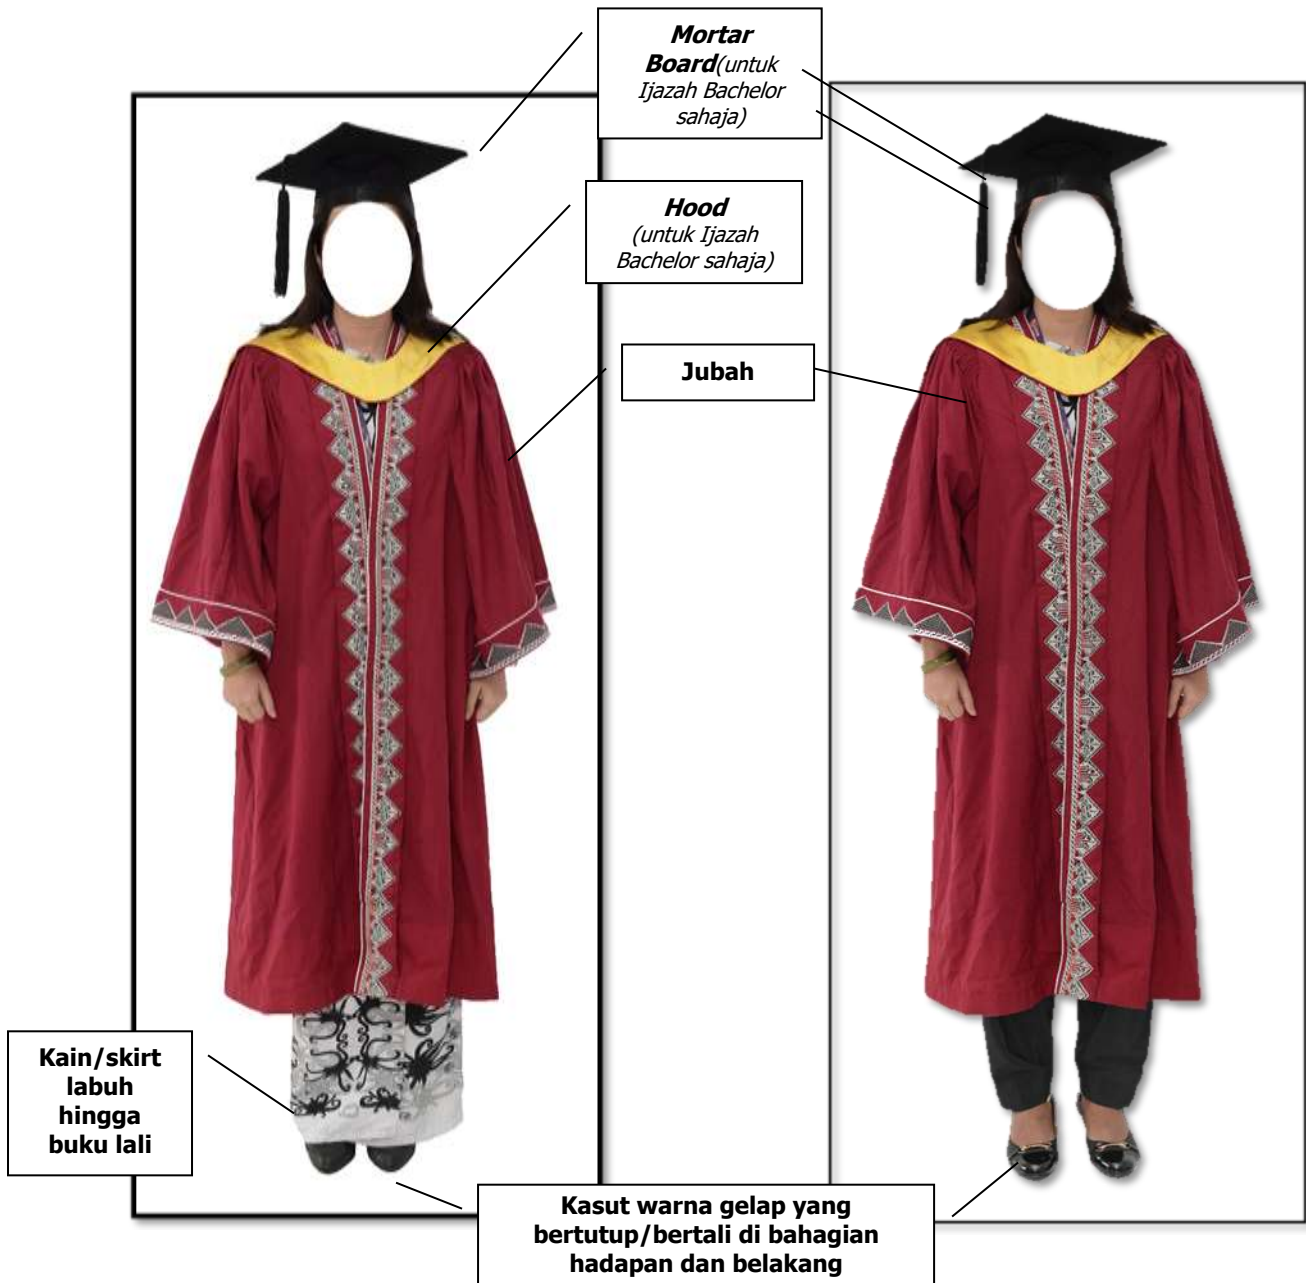 Mortar
Board(untuk
Ijazah Bachelor
sahaja)
Hood
(untuk Ijazah
Bachelor sahaja)
Jubah
Kain/skirt
labuh
hingga
buku lali
Kasut warna gelap yang
bertutup/bertali di bahagian
hadapan dan belakang